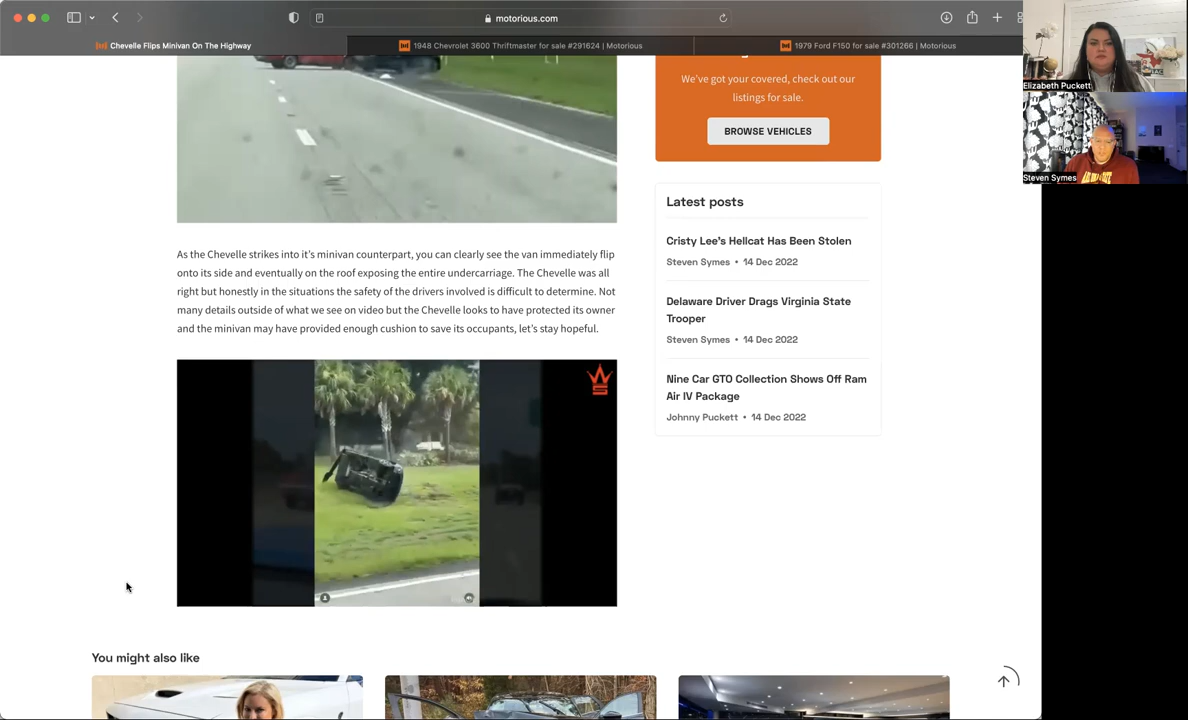 motorious.com
Chevelle Flips Minivan On The Highway
1948 Chevrolet 3600 Thriftmaster for sale #291624 | Motorious
1979 Ford F150 for sale #301266 | Motorious
Elizabeth Puckett
Steven Symes
We've got your covered, check out our
listings for sale.
BROWSE VEHICLES
Latest posts
Cristy Lee's Hellcat Has Been Stolen
Steven Symes • 14 Dec 2022
Delaware Driver Drags Virginia State
Trooper
Steven Symes • 14 Dec 2022
Nine Car GTO Collection Shows Off Ram
Air IV Package
Johnny Puckett • 14 Dec 2022
As the Chevelle strikes into it's minivan counterpart, you can clearly see the van immediately flip
onto its side and eventually on the roof exposing the entire undercarriage. The Chevelle was all
right but honestly in the situations the safety of the drivers involved is difficult to determine. Not
many details outside of what we see on video but the Chevelle looks to have protected its owner
and the minivan may have provided enough cushion to save its occupants, let's stay hopeful.
You might also like